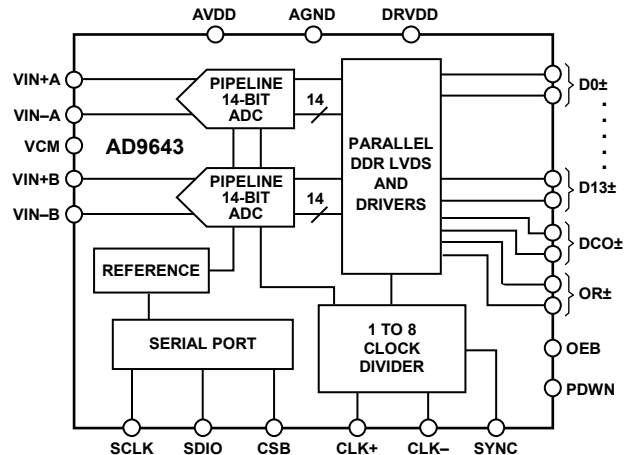 AVDD AGND DRVDD
VIN+A
VIN–A
VCM
VIN+B
VIN–B
AD9643
PIPELINE
14-BIT
ADC
14
PIPELINE
14-BIT
ADC
14
PARALLEL
DDR LVDS
AND
DRIVERS
D0±
D13±
DCO±
OR±
OEB
PDWN
REFERENCE
SERIAL PORT
1 TO 8
CLOCK
DIVIDER
SCLK SDIO CSB CLK+ CLK– SYNC